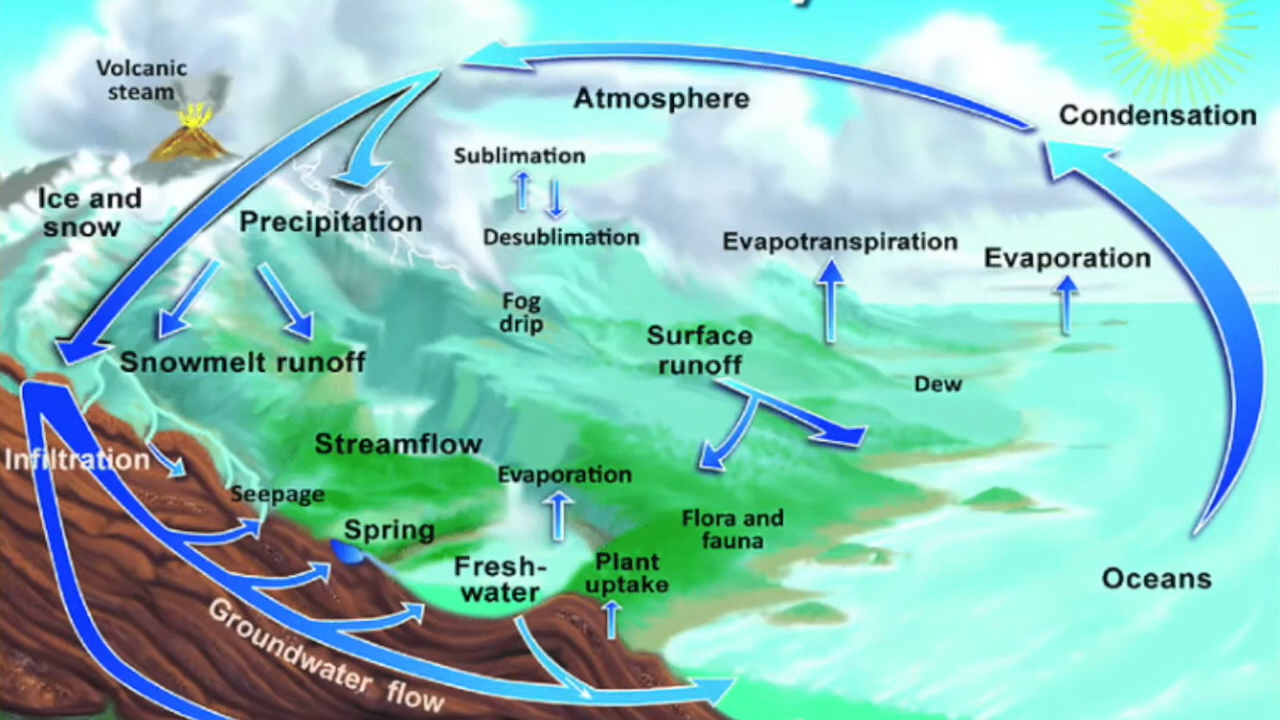 Volcanic
steam
Atmosphere
Condensation
Sublimation
Ice and
snow
Precipitation
Desublimation
Evapotranspiration
Evaporation
Fog
drip
Surface
runoff
Snowmelt runoff
Dew
Streamflow
Infiltration
Evaporation
Seepage
Spring
Flora and
fauna
Fresh-
water
Plant
uptake
Oceans
Groundwater flow